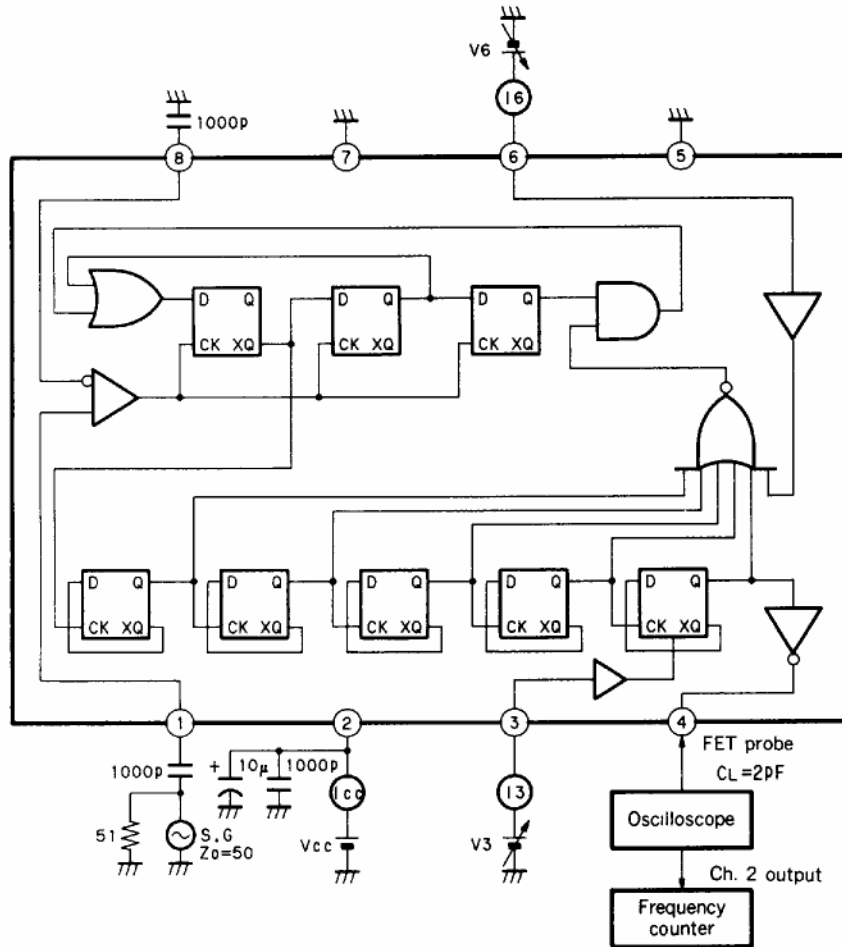 V6
16
1000p
8
7
6
5
D Q
CK XQ
D Q
CK XQ
D Q
CK XQ
D Q
CK XQ
D Q
CK XQ
D Q
CK XQ
D Q
CK XQ
D Q
CK XQ
1
2
3
4
1000p
+
10μ
1000p
Icc
I3
FET probe
CL=2pF
51
S.G
Zo=50
Vcc
V3
Oscilloscope
Ch. 2 output
Frequency
counter